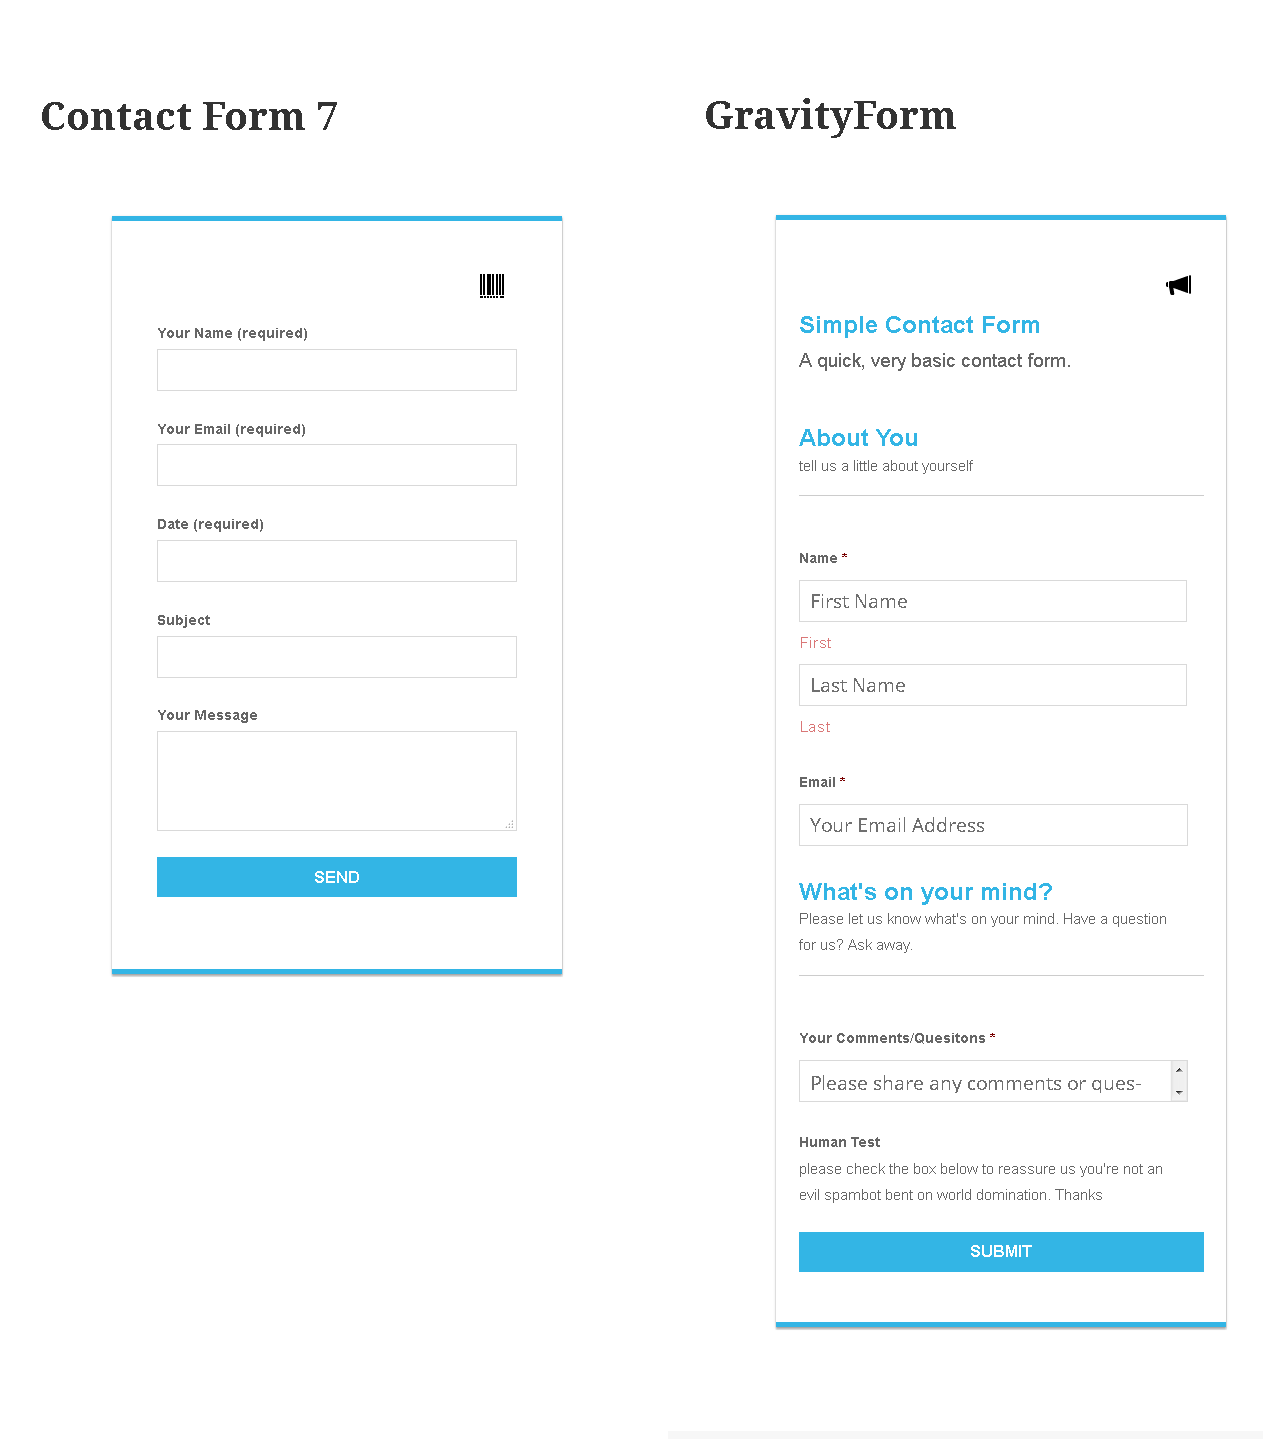 Contact Form 7
Your Name (required)
Your Email (required)
Date (required)
Subject
Your Message
SEND
GravityForm
Simple Contact Form
A quick, very basic contact form.
About You
tell us a little about yourself
Name *
First Name
First
Last Name
Last
Email *
Your Email Address
What's on your mind?
Please let us know what's on your mind. Have a question
for us? Ask away.
Your Comments/Quesitons *
Please share any comments or ques-
Human Test
please check the box below to reassure us you're not an
evil spambot bent on world domination. Thanks
SUBMIT